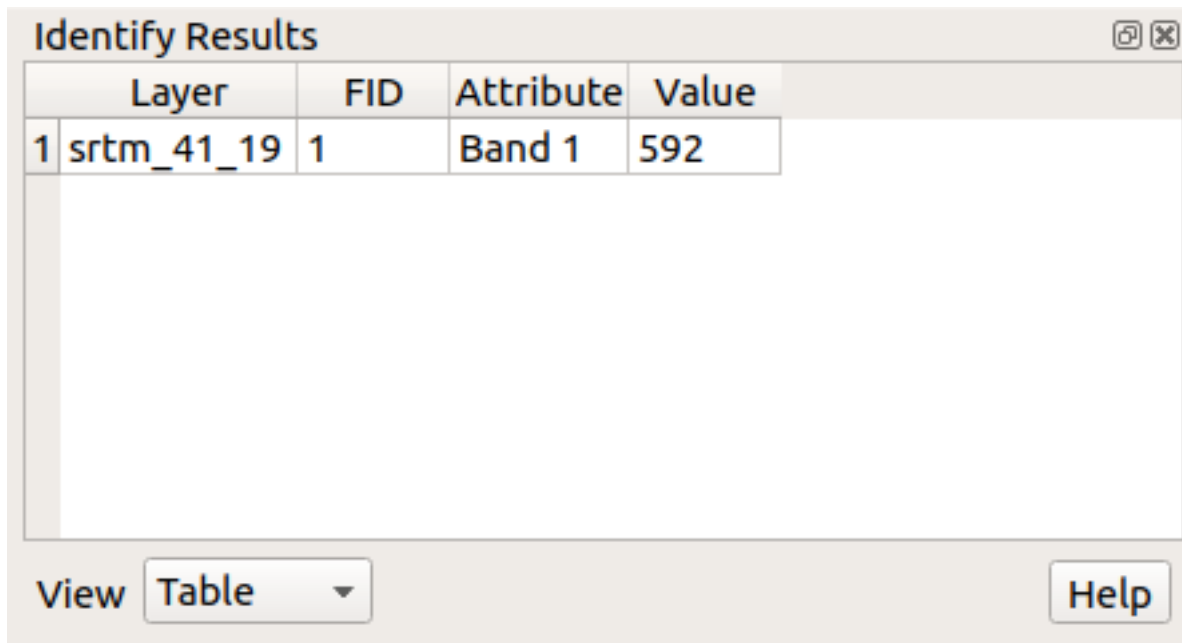 Identify Results
Layer FID Attribute Value
1 srtm_41_19 1 Band 1 592
View Table Help